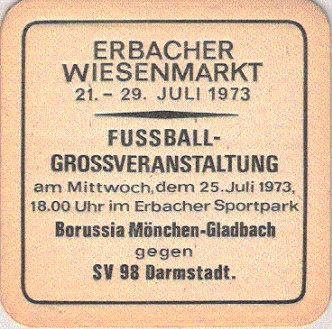 ERBACHER
WIESENMARKT
21. - 29. JULI 1973
FUSSBALL-
GROSSVERANSTALTUNG
am Mittwoch, dem 25. Juli 1973,
18.00 Uhr im Erbacher Sportpark
Borussia Mönchen-Gladbach
gegen
SV 98 Darmstadt.